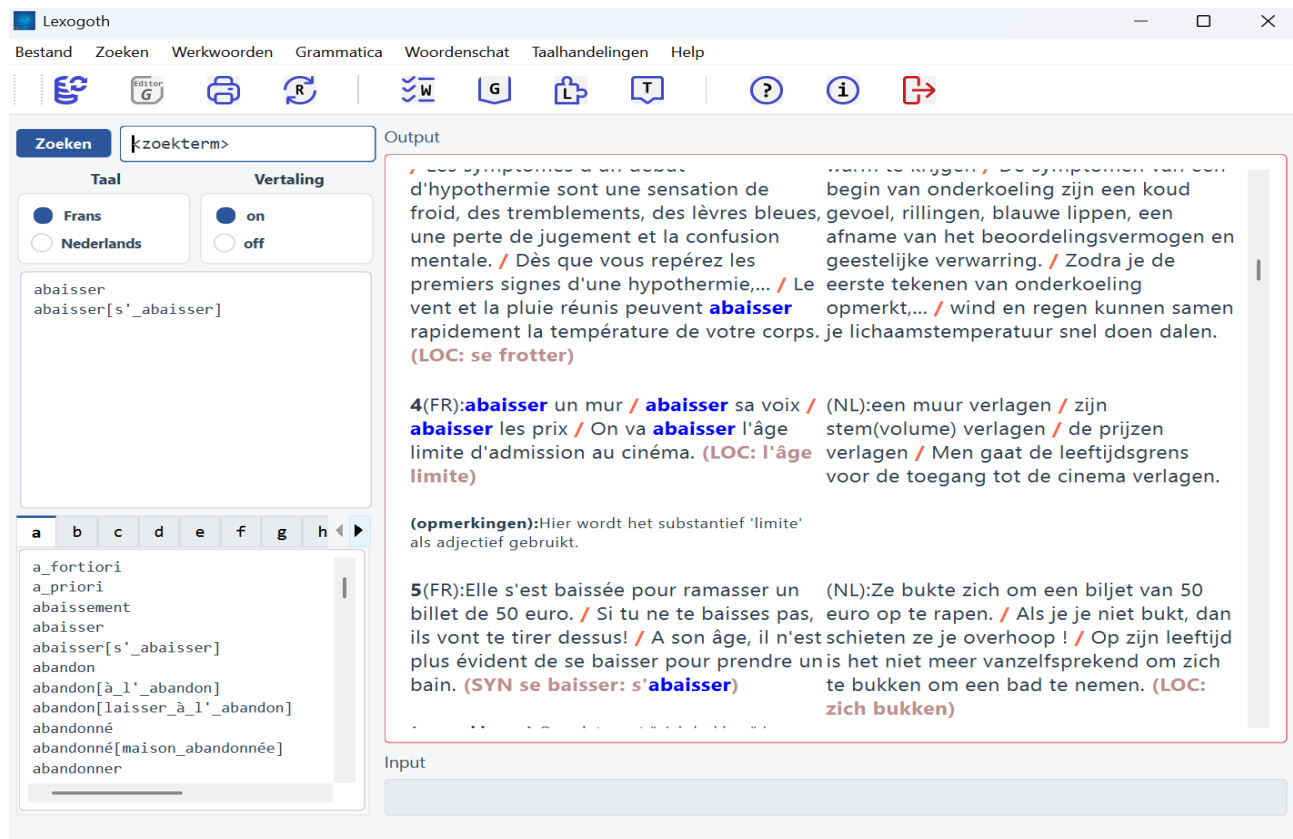 Lexogoth
Bestand Zoeken Werkwoorden Grammatica Woordenschat Taalhandelingen Help
Editor G R W G L T ? i
Zoeken <zoekterm>
Taal Vertaling
Frans on
Nederlands off
abaisser
abaisser[s'_abaisser]
a b c d e f g h
a_fortiori
a_priori
abaissement
abaisser
abaisser[s'_abaisser]
abandon
abandon[à_l'_abandon]
abandon[laisser_à_l'_abandon]
abandonné
abandonné[maison_abandonnée]
abandonner
Output
/ Les symptômes d'un début
d'hypothermie sont une sensation de
froid, des tremblements, des lèvres bleues,
une perte de jugement et la confusion
mentale. / Dès que vous repérez les
premiers signes d'une hypothermie,... / Le
vent et la pluie réunis peuvent abaisser
rapidement la température de votre corps.
(LOC: se frotter)
warm te krijgen / De symptomen van een
begin van onderkoeling zijn een koud
gevoel, rillingen, blauwe lippen, een
afname van het beoordelingsvermogen en
geestelijke verwarring. / Zodra je de
eerste tekenen van onderkoeling
opmerkt,... / wind en regen kunnen samen
je lichaamstemperatuur snel doen dalen.
4(FR):abaisser un mur / abaisser sa voix /
abaisser les prix / On va abaisser l'âge
limite d'admission au cinéma. (LOC: l'âge
limite)
(NL):een muur verlagen / zijn
stem(volume) verlagen / de prijzen
verlagen / Men gaat de leeftijdsgrens
voor de toegang tot de cinema verlagen.
(opmerkingen):Hier wordt het substantief 'limite'
als adjectief gebruikt.
5(FR):Elle s'est baissée pour ramasser un
billet de 50 euro. / Si tu ne te baisses pas,
ils vont te tirer dessus! / A son âge, il n'est
plus évident de se baisser pour prendre un
bain. (SYN se baisser: s'abaisser)
(NL):Ze bukte zich om een biljet van 50
euro op te rapen. / Als je je niet bukt, dan
schieten ze je overhoop ! / Op zijn leeftijd
is het niet meer vanzelfsprekend om zich
te bukken om een bad te nemen. (LOC:
zich bukken)
Input